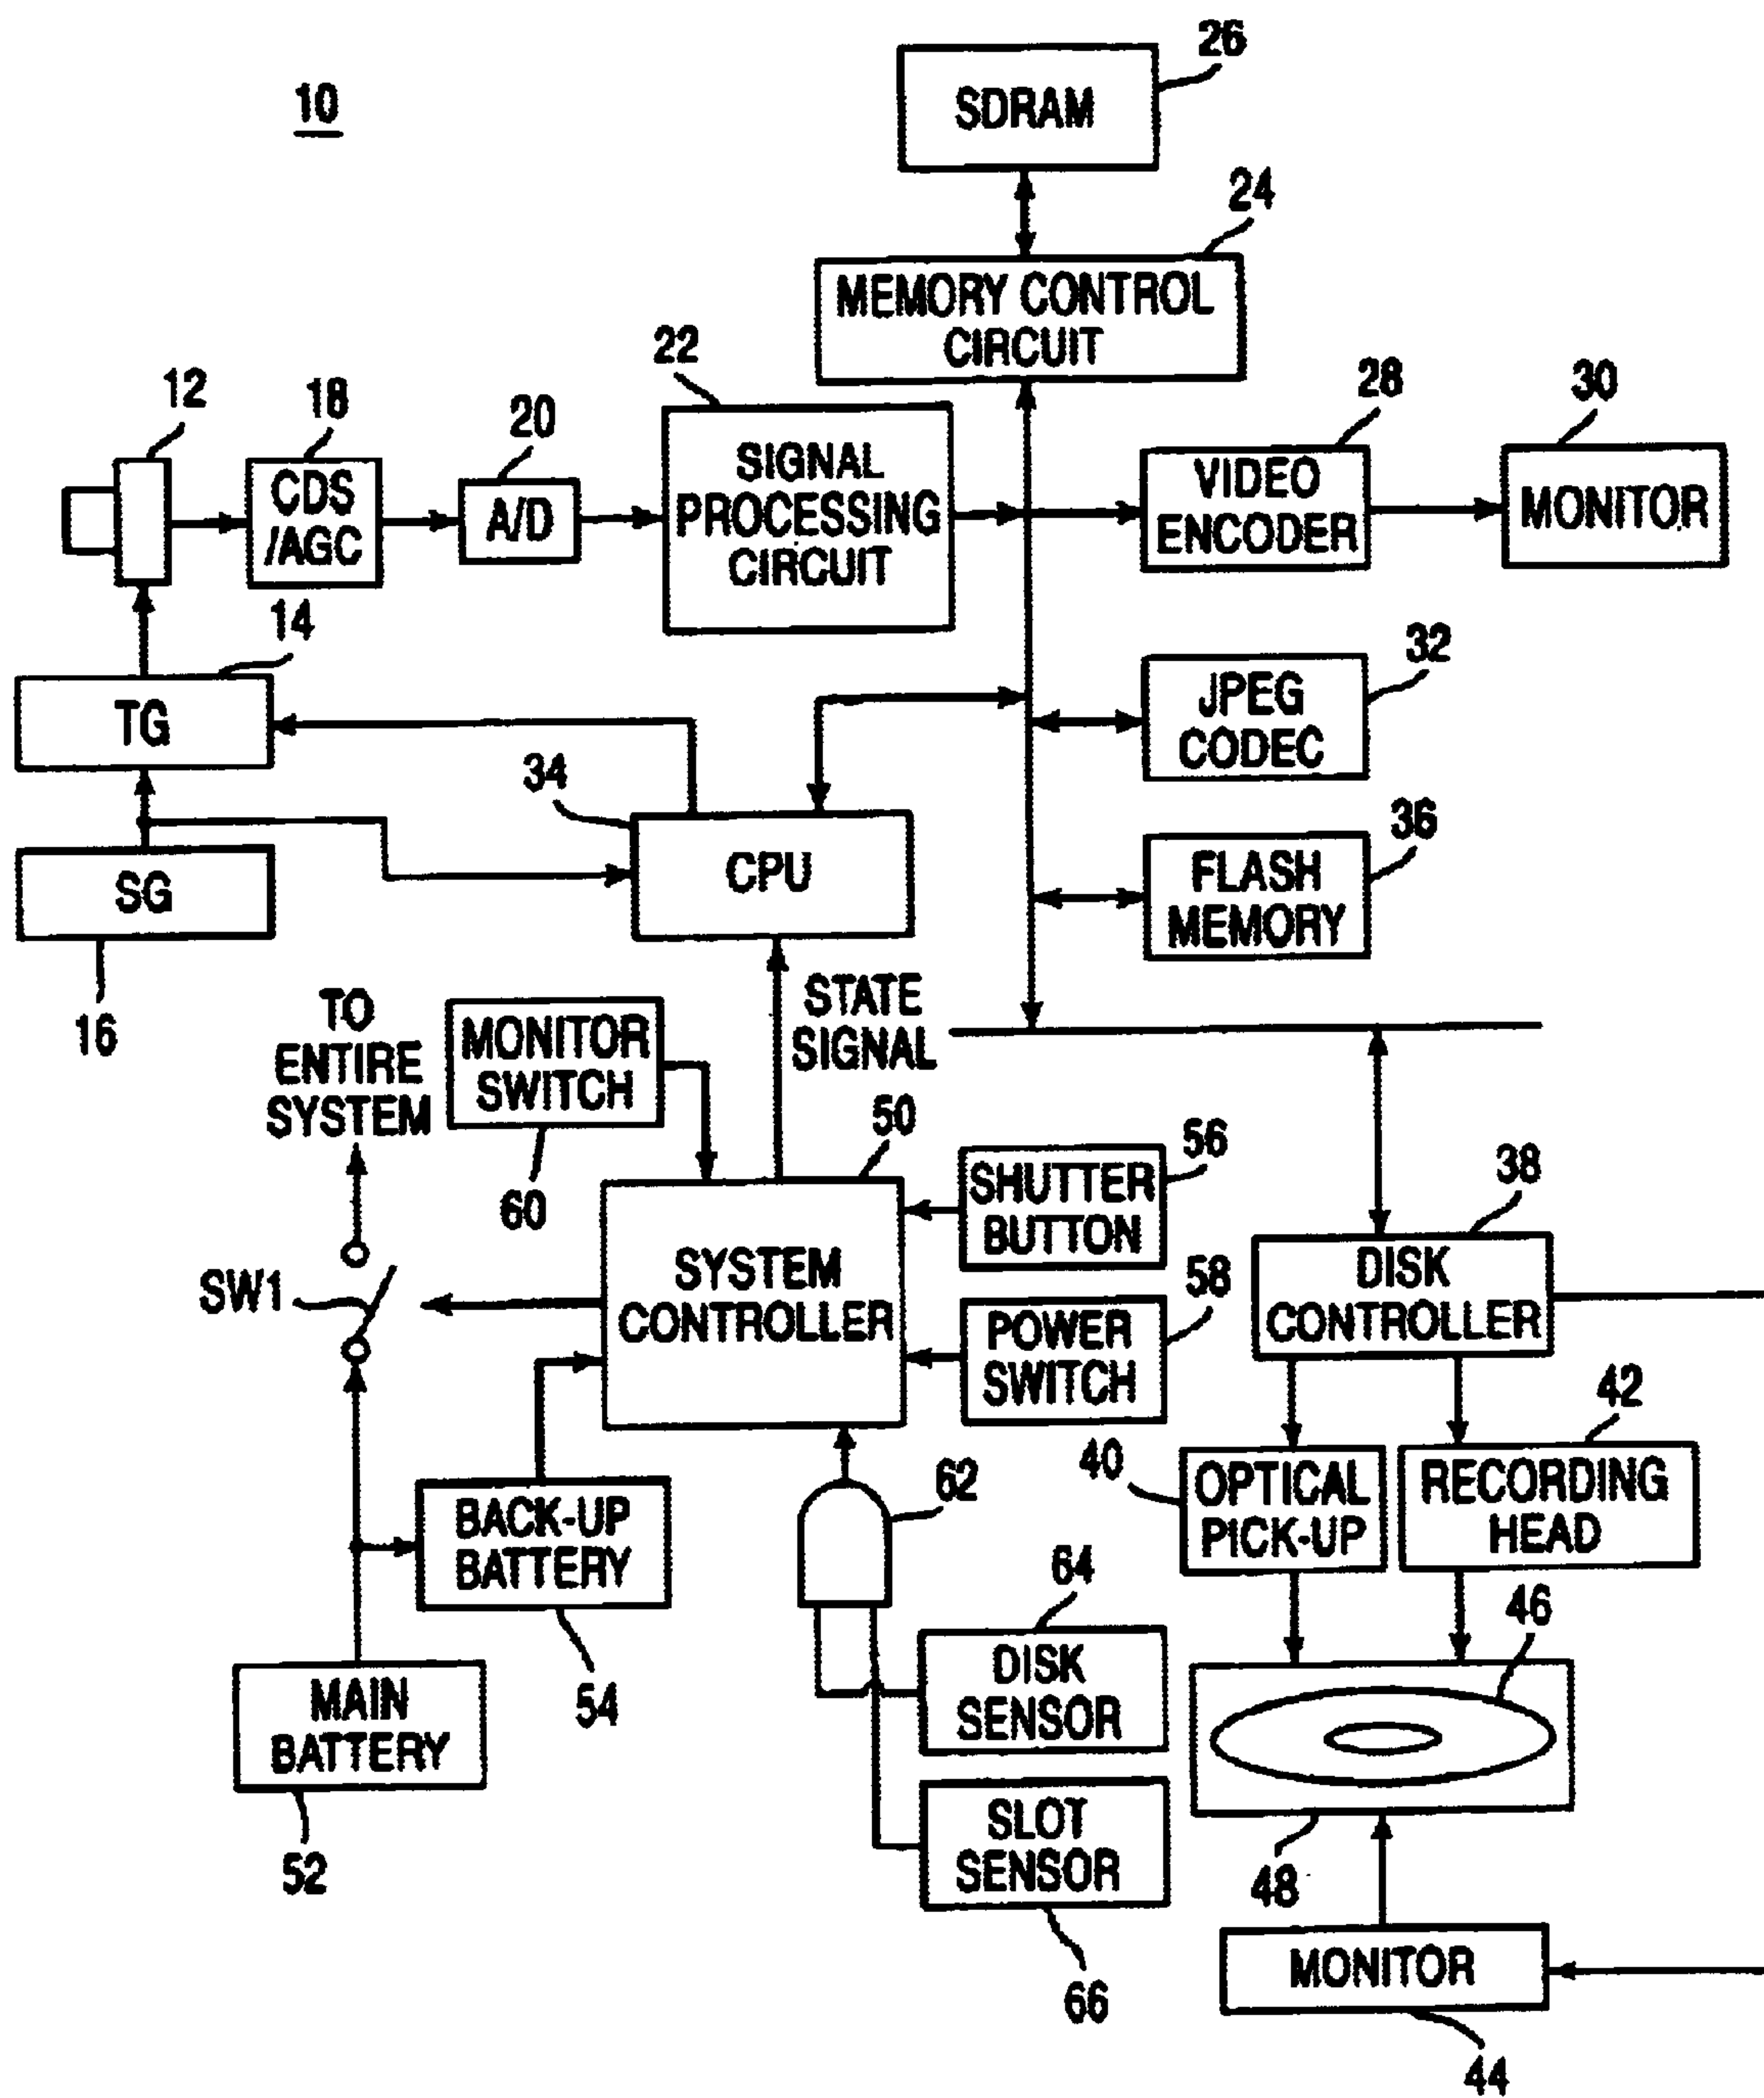 10
26
SDRAM
24
MEMORY CONTROL
CIRCUIT
12
18
CDS
/AGC
20
A/D
22
SIGNAL
PROCESSING
CIRCUIT
28
VIDEO
ENCODER
30
MONITOR
14
TG
32
JPEG
CODEC
34
CPU
36
FLASH
MEMORY
SG
16
TO
ENTIRE
SYSTEM
MONITOR
SWITCH
60
STATE
SIGNAL
50
SYSTEM
CONTROLLER
56
SHUTTER
BUTTON
58
POWER
SWITCH
38
DISK
CONTROLLER
SW1
40
OPTICAL
PICK-UP
42
RECORDING
HEAD
BACK-UP
BATTERY
54
62
64
DISK
SENSOR
46
MAIN
BATTERY
52
SLOT
SENSOR
66
48
MONITOR
44